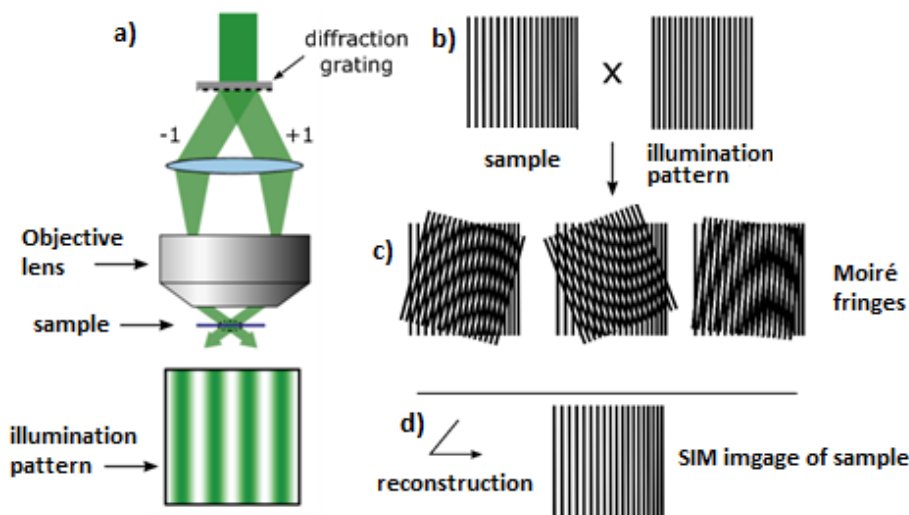 a)
diffraction
grating
-1
+1
Objective
lens
sample
illumination
pattern
b)
X
sample
illumination
pattern
c)
Moiré
fringes
d)
reconstruction
SIM imgage of sample